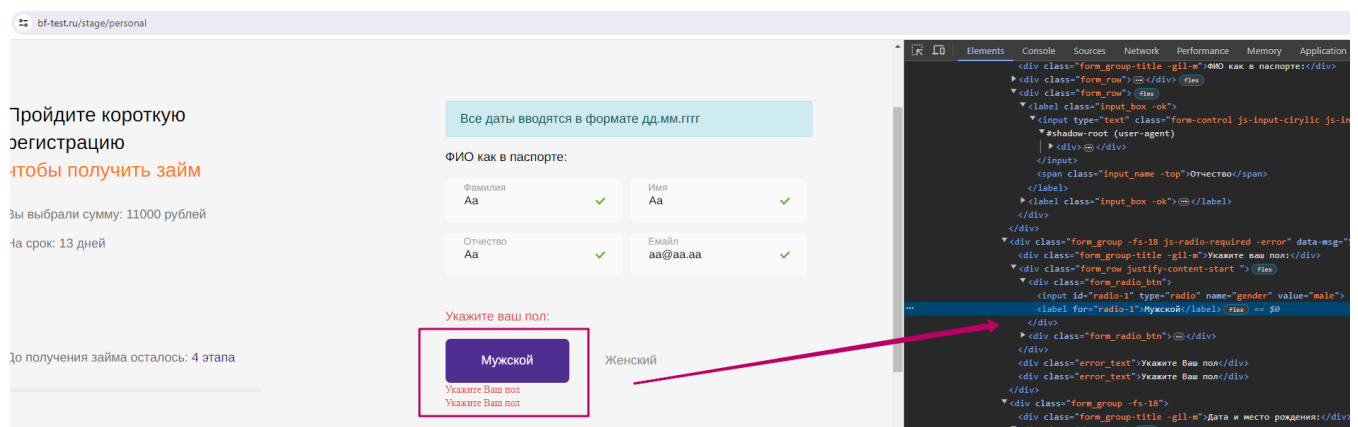 bf-test.ru/stage/personal
Elements Console Sources Network Performance Memory Application
Пройдите короткую
регистрацию
чтобы получить займ
Вы выбрали сумму: 11000 рублей
На срок: 13 дней
До получения займа осталось: 4 этапа
Все даты вводятся в формате дд.мм.гггг
ФИО как в паспорте:
Фамилия
Аа
Имя
Аа
Отчество
Аа
Емайл
aa@aa.aa
Укажите ваш пол:
Мужской
Женский
Укажите Ваш пол
Укажите Ваш пол
<div class="form_group-title -gil-m">ФИО как в паспорте:</div>
<div class="form_row"> ⋯ </div> flex
<div class="form_row"> flex
<label class="input_box -ok">
<input type="text" class="form-control js-input-cirylic js-in
#shadow-root (user-agent)
<div> ⋯ </div>
</input>
<span class="input_name -top">Отчество</span>
</label>
<label class="input_box -ok"> ⋯ </label>
</div>
</div>
<div class="form_group -fs-18 js-radio-required -error" data-msg="
<div class="form_group-title -gil-m">Укажите ваш пол:</div>
<div class="form_row justify-content-start "> flex
<div class="form_radio_btn">
<input id="radio-1" type="radio" name="gender" value="male">
<label for="radio-1">Мужской</label> flex == $0
</div>
<div class="form_radio_btn"> ⋯ </div>
</div>
<div class="error_text">Укажите Ваш пол</div>
<div class="error_text">Укажите Ваш пол</div>
</div>
<div class="form_group -fs-18">
<div class="form_group-title -gil-m">Дата и место рождения:</div>